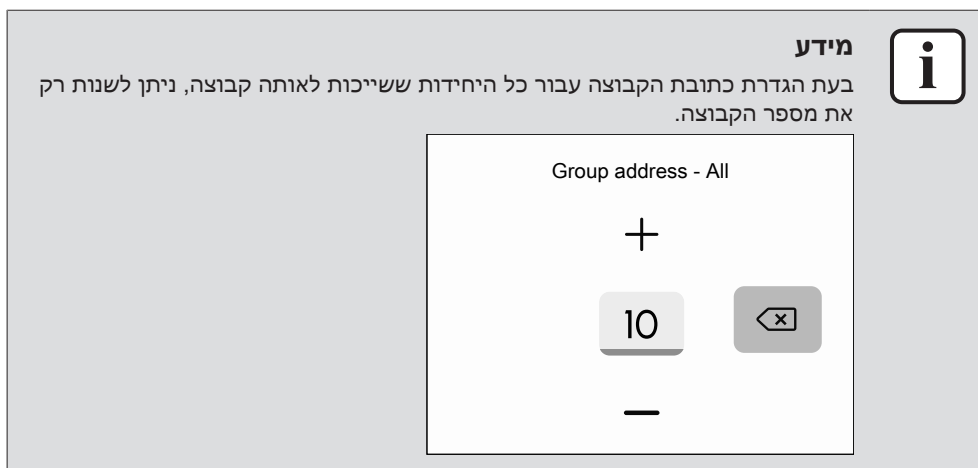 מידע
בעת הגדרת כתובת הקבוצה עבור כל היחידות ששייכות לאותה קבוצה, ניתן לשנות רק
את מספר הקבוצה.
Group address - All
+
10
−